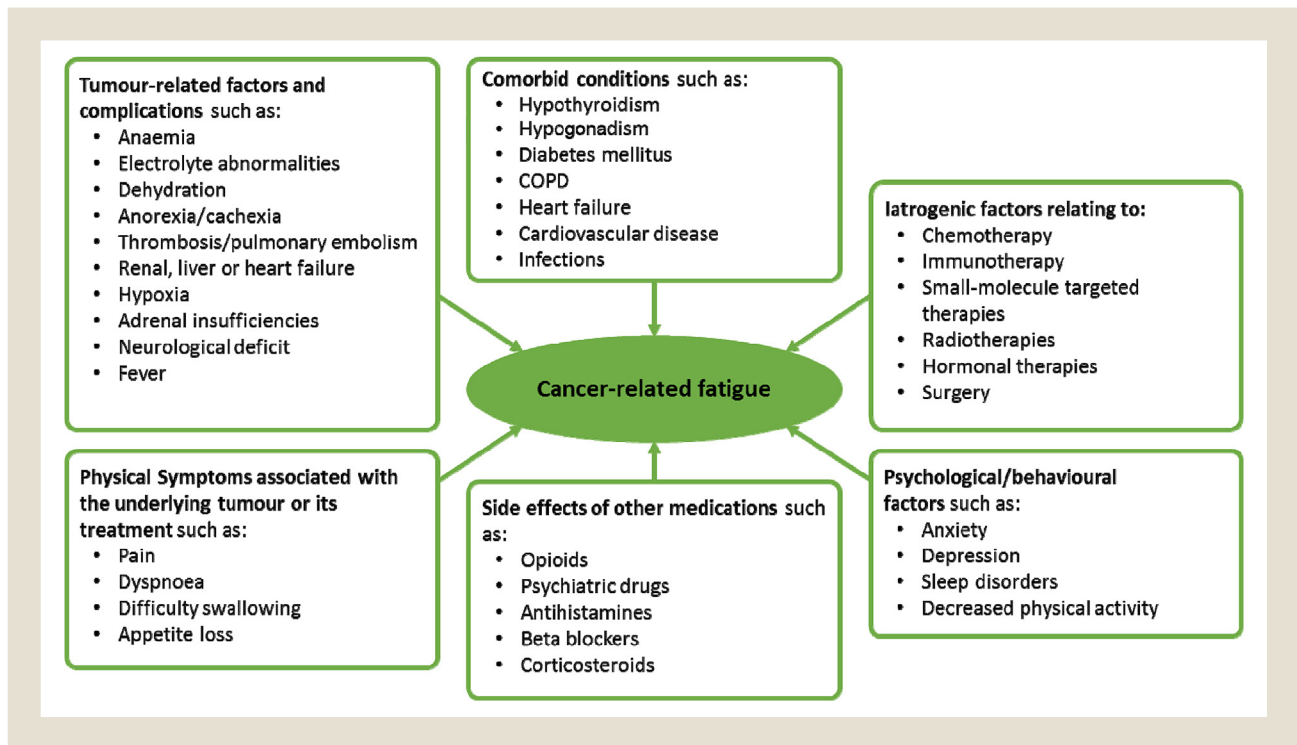 Tumour-related factors and
complications such as:
• Anaemia
• Electrolyte abnormalities
• Dehydration
• Anorexia/cachexia
• Thrombosis/pulmonary embolism
• Renal, liver or heart failure
• Hypoxia
• Adrenal insufficiencies
• Neurological deficit
• Fever
Comorbid conditions such as:
• Hypothyroidism
• Hypogonadism
• Diabetes mellitus
• COPD
• Heart failure
• Cardiovascular disease
• Infections
Iatrogenic factors relating to:
• Chemotherapy
• Immunotherapy
• Small-molecule targeted
therapies
• Radiotherapies
• Hormonal therapies
• Surgery
Cancer-related fatigue
Physical Symptoms associated with
the underlying tumour or its
treatment such as:
• Pain
• Dyspnoea
• Difficulty swallowing
• Appetite loss
Side effects of other medications such
as:
• Opioids
• Psychiatric drugs
• Antihistamines
• Beta blockers
• Corticosteroids
Psychological/behavioural
factors such as:
• Anxiety
• Depression
• Sleep disorders
• Decreased physical activity